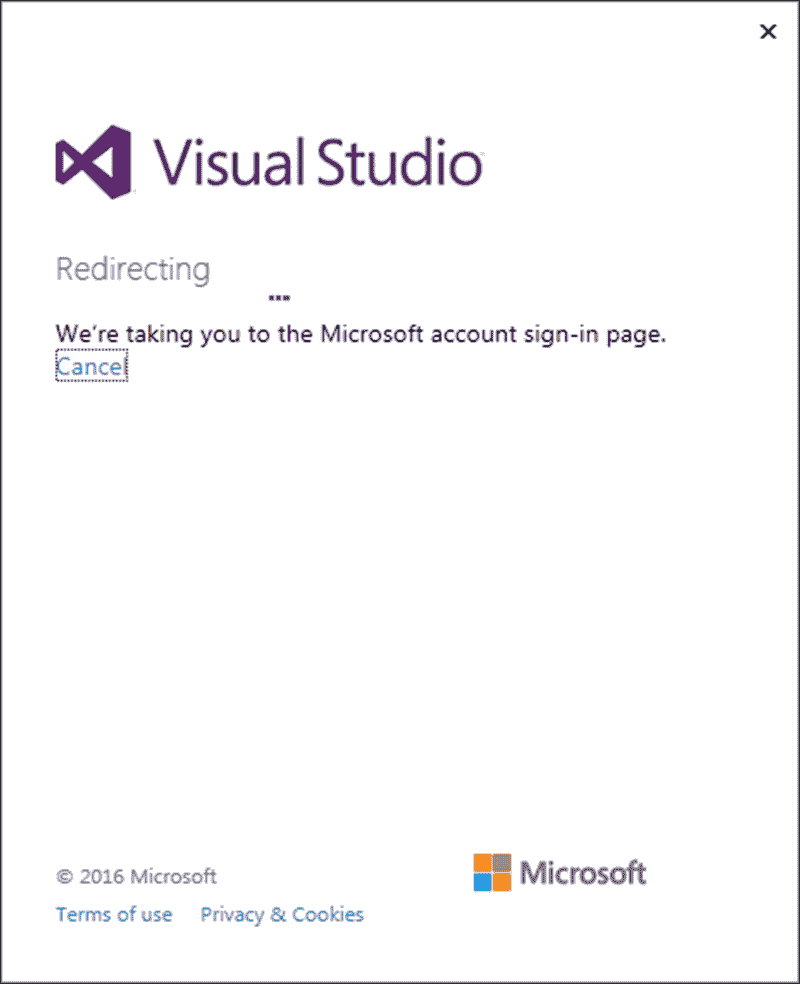 Visual Studio
Redirecting
We're taking you to the Microsoft account sign-in page.
Cancel
© 2016 Microsoft
Microsoft
Terms of use Privacy & Cookies